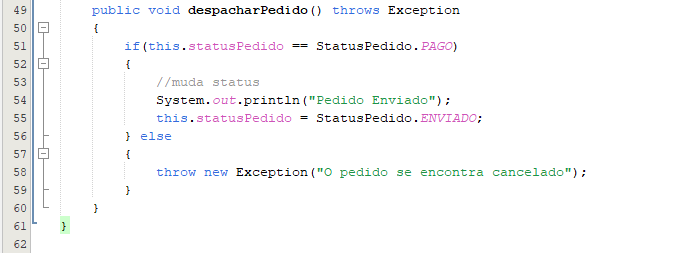 49 public void despacharPedido() throws Exception
50 {
51 if(this.statusPedido == StatusPedido.PAGO)
52 {
53 //muda status
54 System.out.println("Pedido Enviado");
55 this.statusPedido = StatusPedido.ENVIADO;
56 } else
57 {
58 throw new Exception("O pedido se encontra cancelado");
59 }
60 }
61 }
62